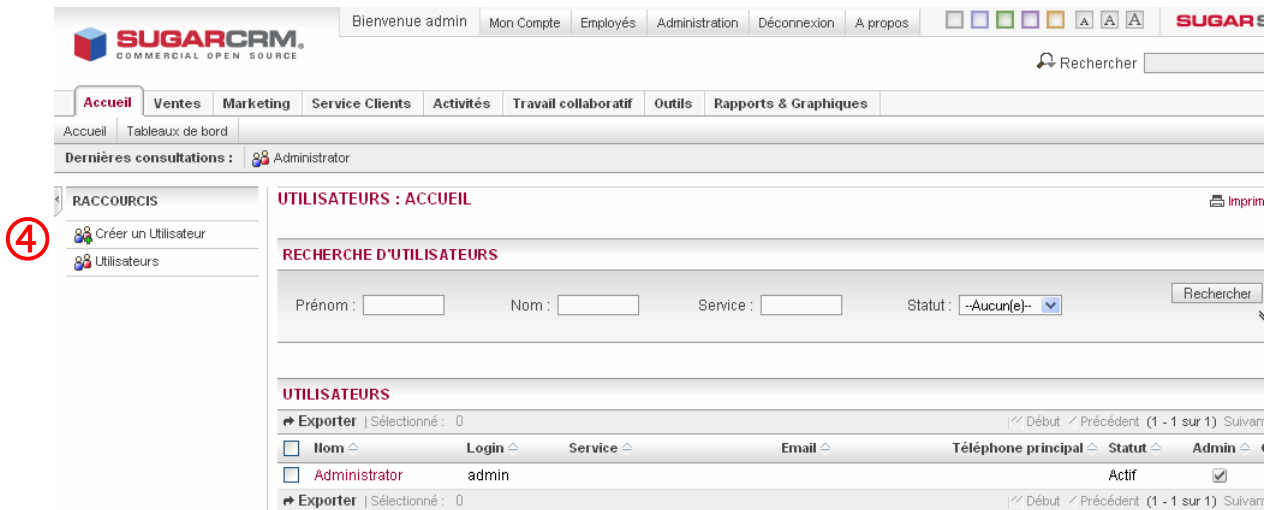 Bienvenue admin Mon Compte Employés Administration Déconnexion A propos A A A SUGAR
SUGARCRM.
COMMERCIAL OPEN SOURCE
Rechercher
Accueil Ventes Marketing Service Clients Activités Travail collaboratif Outils Rapports & Graphiques
Accueil Tableaux de bord
Dernières consultations : Administrator
RACCOURCIS
④
Créer un Utilisateur
Utilisateurs
UTILISATEURS : ACCUEIL Imprim
RECHERCHE D'UTILISATEURS
Prénom : Nom : Service : Statut : --Aucun(e)-- Rechercher
UTILISATEURS
Exporter | Sélectionné : 0 Début Précédent (1 - 1 sur 1) Suivan
Nom Login Service Email Téléphone principal Statut Admin
Administrator admin Actif
Exporter | Sélectionné : 0 Début Précédent (1 - 1 sur 1) Suivan